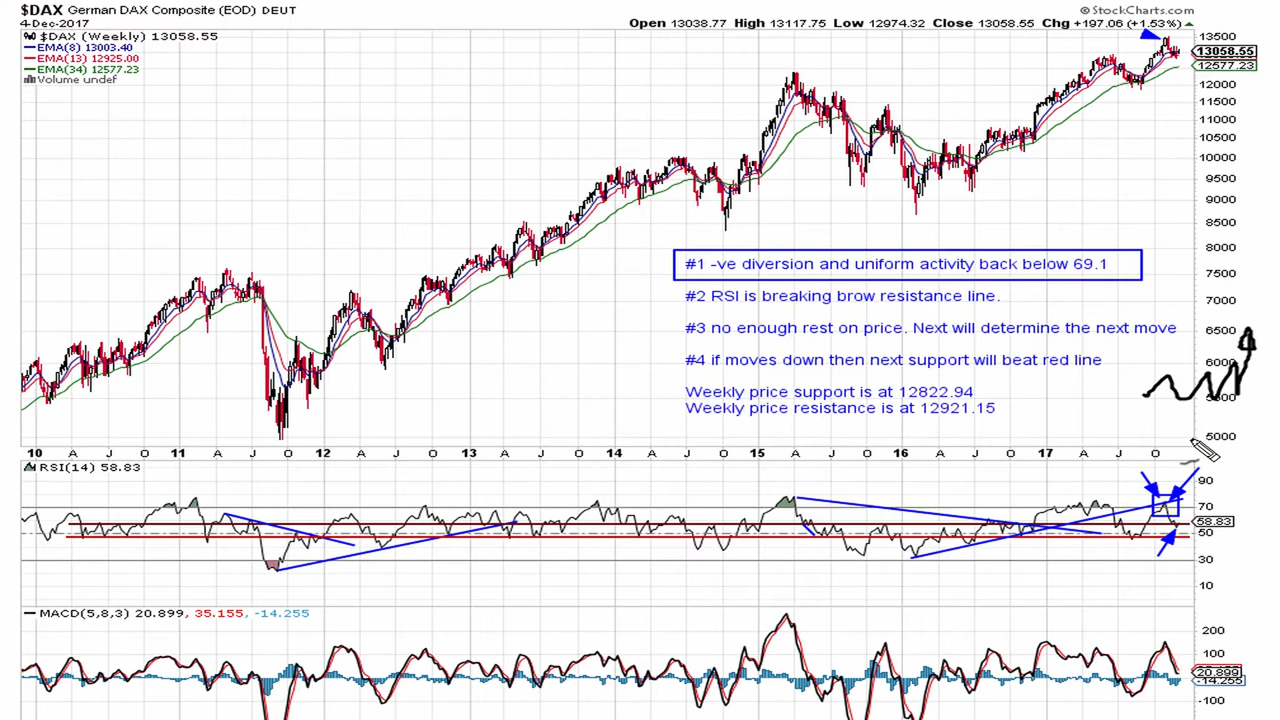 $DAX German DAX Composite (EOD) DEUT
© StockCharts.com
4-Dec-2017
Open 13038.77 High 13117.75 Low 12974.32 Close 13058.55 Chg +197.06 (+1.53%)
$DAX (Weekly) 13058.55
EMA(8) 13003.40
EMA(13) 12925.00
EMA(34) 12577.23
Volume undef
13500
13058.55
12577.23
12000
11500
11000
10500
10000
9500
9000
8500
8000
7500
7000
6500
6000
5500
5000
#1 -ve diversion and uniform activity back below 69.1
#2 RSI is breaking brow resistance line.
#3 no enough rest on price. Next will determine the next move
#4 if moves down then next support will beat red line
Weekly price support is at 12822.94
Weekly price resistance is at 12921.15
10 A J O 11 A J O 12 A J O 13 A J O 14 A J O 15 A J O 16 A J O 17 A J O
RSI(14) 58.83
90
70
58.83
50
30
10
MACD(5,8,3) 20.899, 35.155, -14.255
200
100
20.899
-14.255
-100